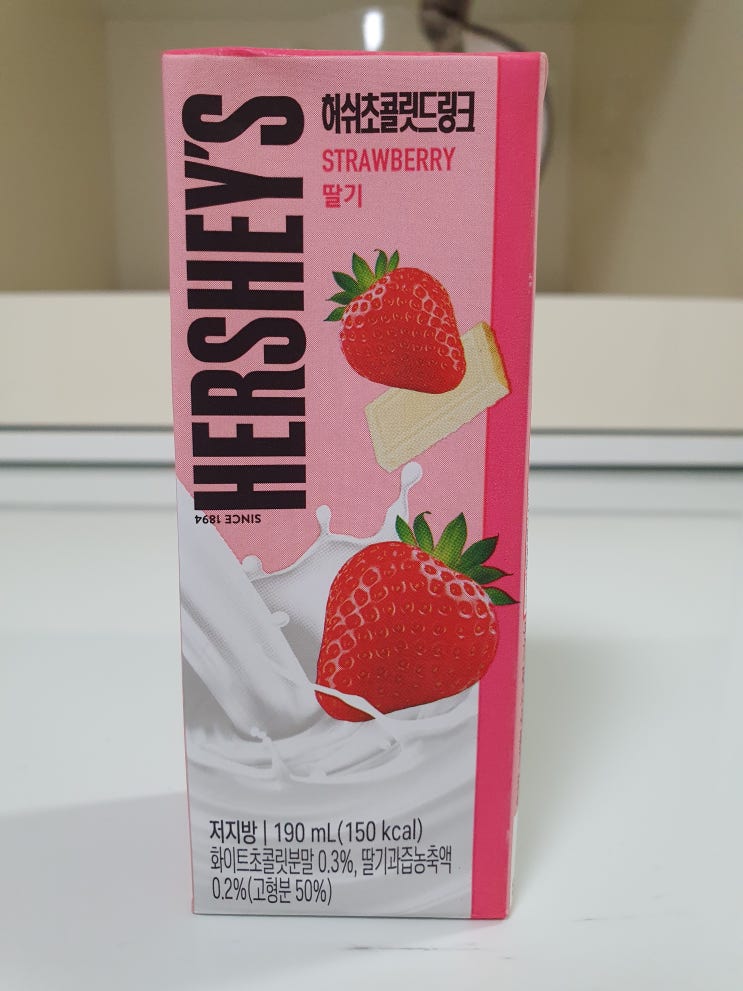 HERSHEY'S
SINCE 1894
허쉬초콜릿드링크
STRAWBERRY
딸기
저지방 | 190 mL(150 kcal)
화이트초콜릿분말 0.3%, 딸기과즙농축액
0.2%(고형분 50%)